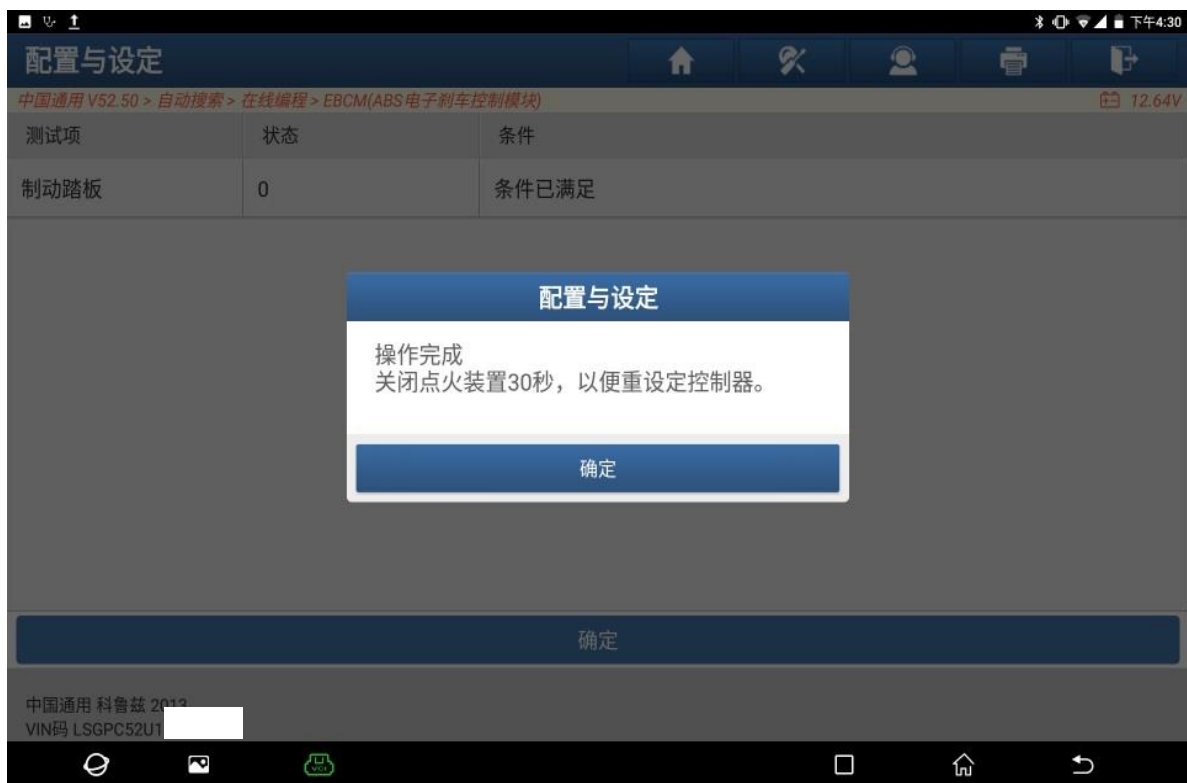 下午4:30
配置与设定
中国通用 V52.50 > 自动搜索 > 在线编程 > EBCM(ABS电子刹车控制模块)
12.64V
测试项 状态 条件
制动踏板 0 条件已满足
配置与设定
操作完成
关闭点火装置30秒，以便重设定控制器。
确定
确定
中国通用 科鲁兹 2013
VIN码 LSGPC52U1
VCI